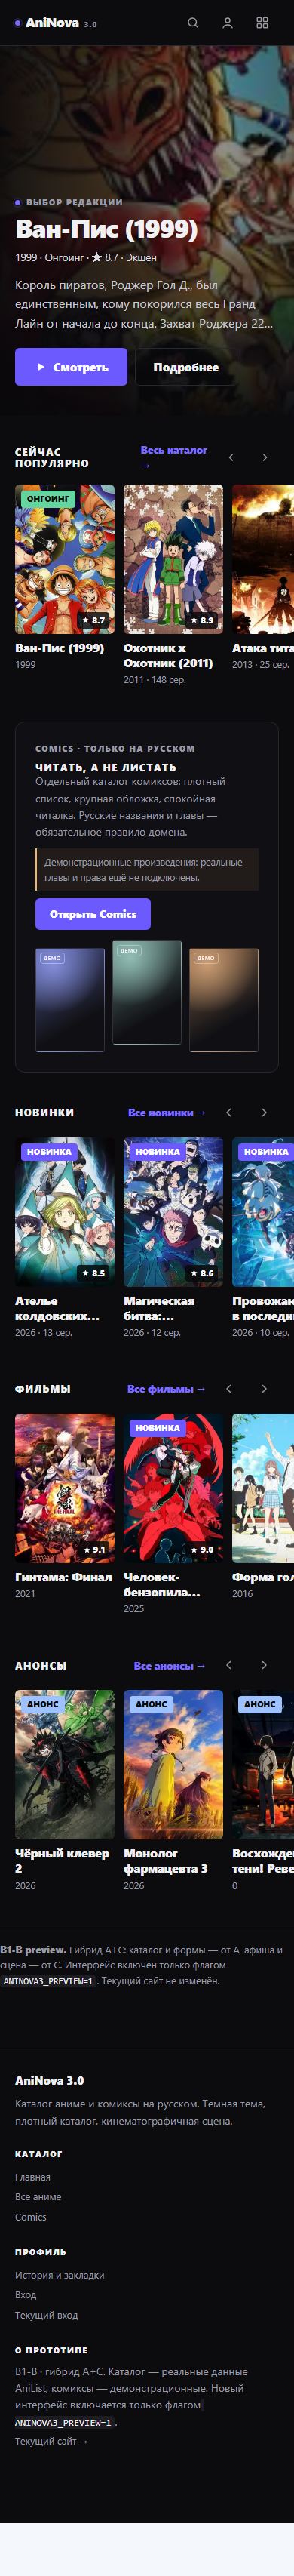 AniNova 3.0
ВЫБОР РЕДАКЦИИ
Ван-Пис (1999)
1999 · Онгоинг · ★ 8.7 · Экшен
Король пиратов, Роджер Гол Д., был
единственным, кому покорился весь Гранд
Лайн от начала до конца. Захват Роджера 22...
Смотреть
Подробнее
СЕЙЧАС
ПОПУЛЯРНО
Весь каталог
→
ОНГОИНГ
★ 8.7
★ 8.9
Ван-Пис (1999)
1999
Охотник х
Охотник (2011)
2011 · 148 сер.
Атака тита
2013 · 25 сер.
COMICS · ТОЛЬКО НА РУССКОМ
ЧИТАТЬ, А НЕ ЛИСТАТЬ
Отдельный каталог комиксов: плотный
список, крупная обложка, спокойная
читалка. Русские названия и главы —
обязательное правило домена.
Демонстрационные произведения: реальные
главы и права ещё не подключены.
Открыть Comics
ДЕМО
ДЕМО
ДЕМО
НОВИНКИ
Все новинки →
НОВИНКА
НОВИНКА
НОВИНКА
★ 8.5
★ 8.6
Ателье
колдовских...
2026 · 13 сер.
Магическая
битва:...
2026 · 12 сер.
Провожаю
в последн
2026 · 10 сер.
ФИЛЬМЫ
Все фильмы →
НОВИНКА
★ 9.1
★ 9.0
Гинтама: Финал
2021
Человек-
бензопила...
2025
Форма гол
2016
АНОНСЫ
Все анонсы →
АНОНС
АНОНС
АНОНС
Чёрный клевер
2
2026
Монолог
фармацевта 3
2026
Восхожде
тени! Реве
0
B1-B preview. Гибрид A+C: каталог и формы — от A, афиша и
сцена — от C. Интерфейс включён только флагом
ANINOVA3_PREVIEW=1. Текущий сайт не изменён.
AniNova 3.0
Каталог аниме и комиксы на русском. Тёмная тема,
плотный каталог, кинематографичная сцена.
КАТАЛОГ
Главная
Все аниме
Comics
ПРОФИЛЬ
История и закладки
Вход
Текущий вход
О ПРОТОТИПЕ
B1-B · гибрид A+C. Каталог — реальные данные
AniList, комиксы — демонстрационные. Новый
интерфейс включается только флагом
ANINOVA3_PREVIEW=1.
Текущий сайт →